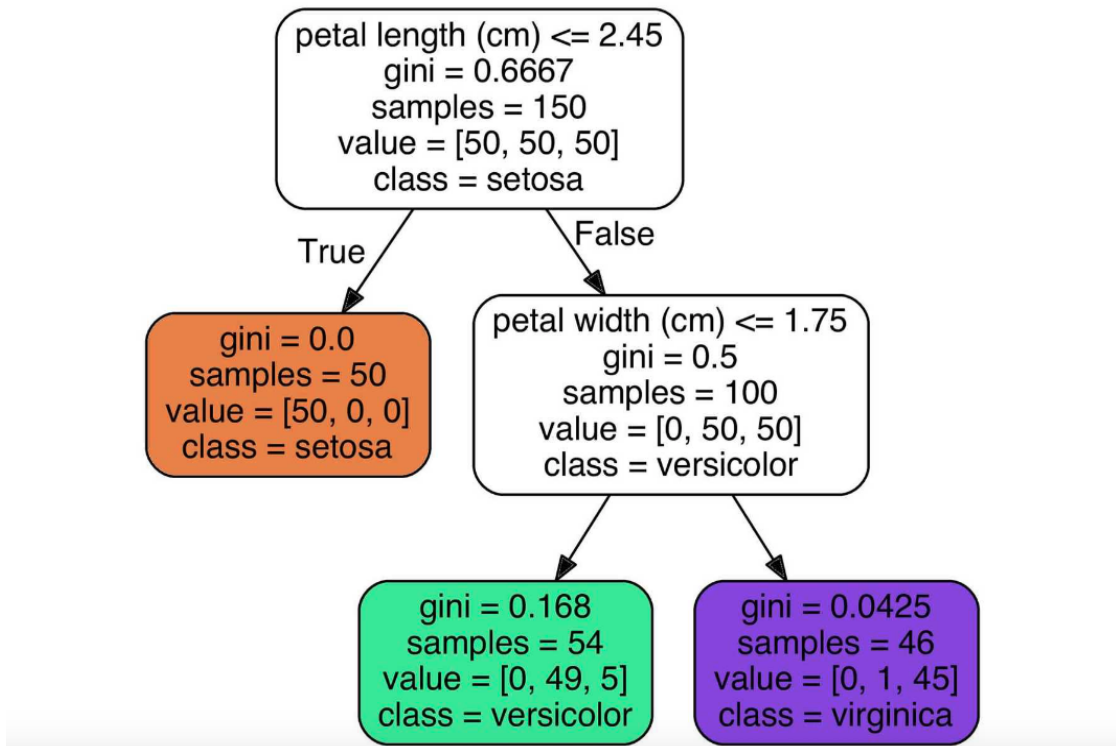 petal length (cm) <= 2.45
gini = 0.6667
samples = 150
value = [50, 50, 50]
class = setosa
True
False
gini = 0.0
samples = 50
value = [50, 0, 0]
class = setosa
petal width (cm) <= 1.75
gini = 0.5
samples = 100
value = [0, 50, 50]
class = versicolor
gini = 0.168
samples = 54
value = [0, 49, 5]
class = versicolor
gini = 0.0425
samples = 46
value = [0, 1, 45]
class = virginica